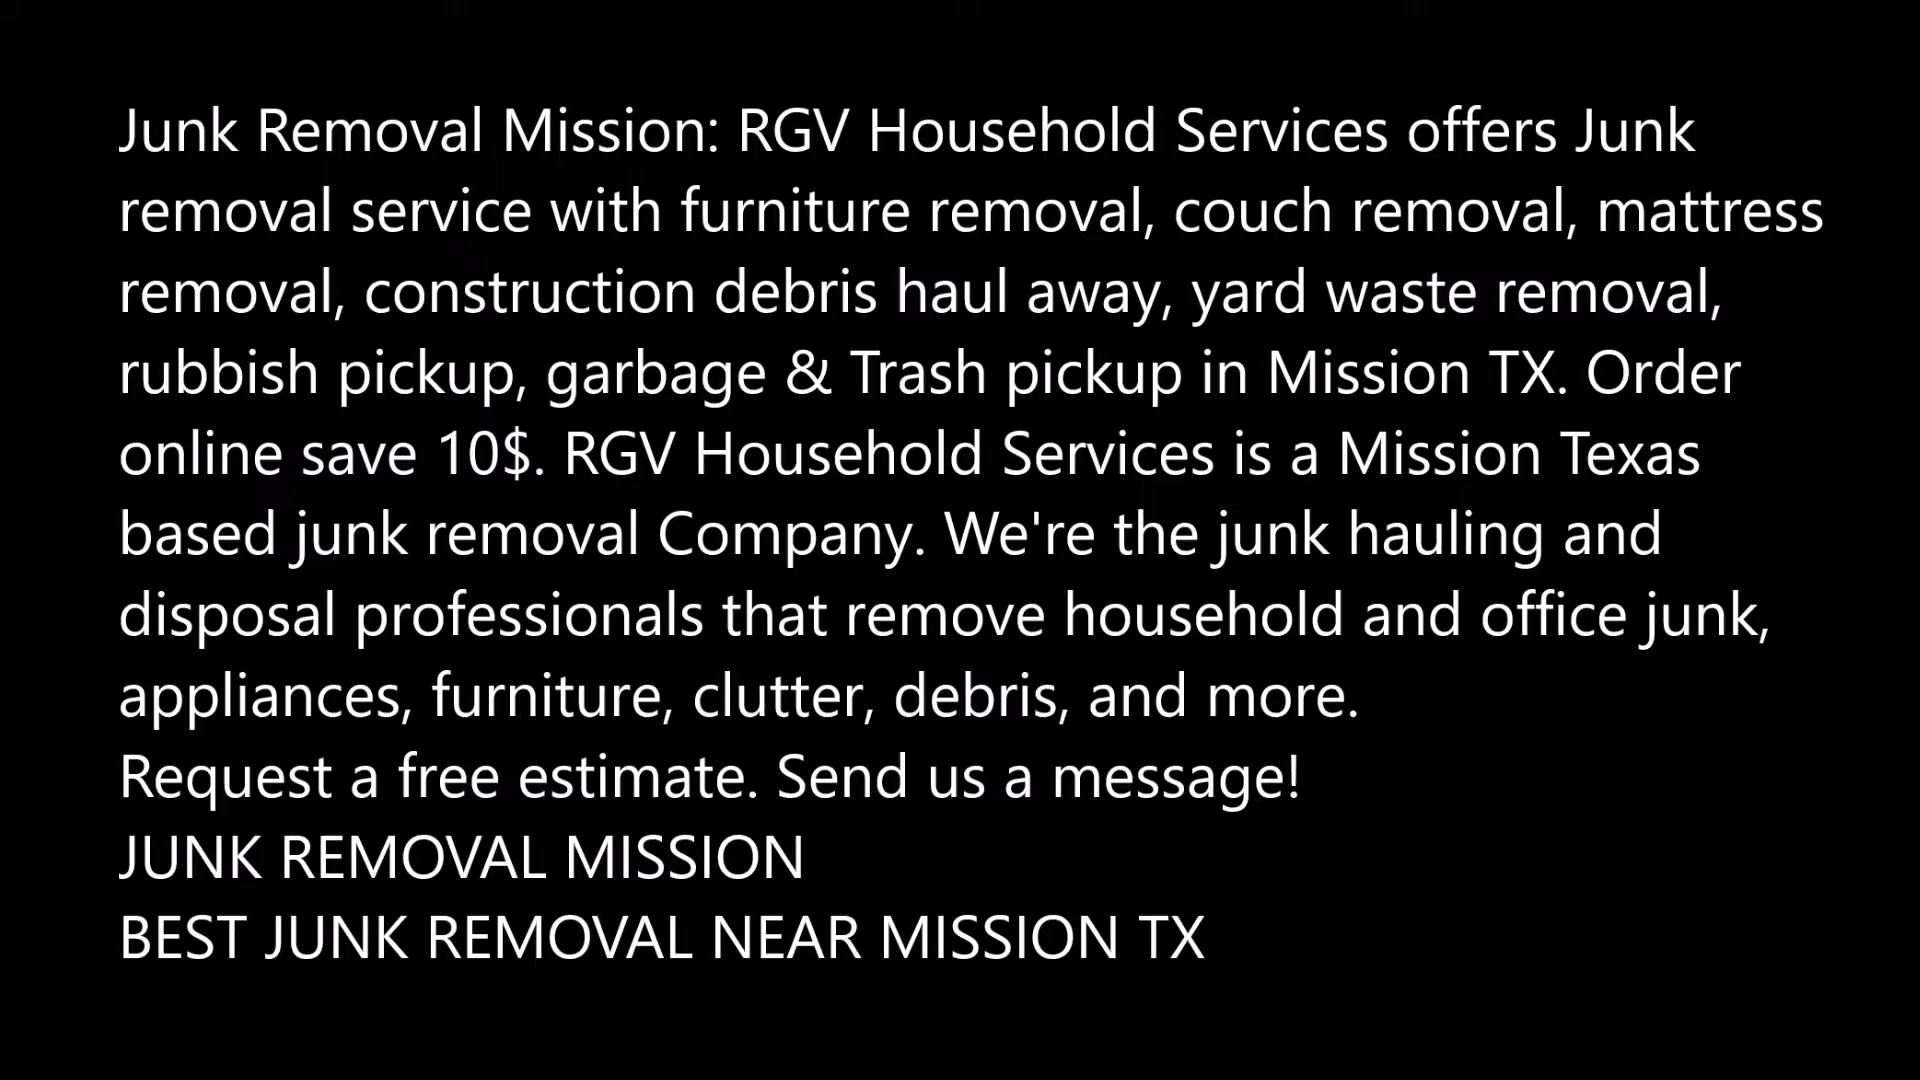 Junk Removal Mission: RGV Household Services offers Junk
removal service with furniture removal, couch removal, mattress
removal, construction debris haul away, yard waste removal,
rubbish pickup, garbage & Trash pickup in Mission TX. Order
online save 10$. RGV Household Services is a Mission Texas
based junk removal Company. We're the junk hauling and
disposal professionals that remove household and office junk,
appliances, furniture, clutter, debris, and more.
Request a free estimate. Send us a message!
JUNK REMOVAL MISSION
BEST JUNK REMOVAL NEAR MISSION TX